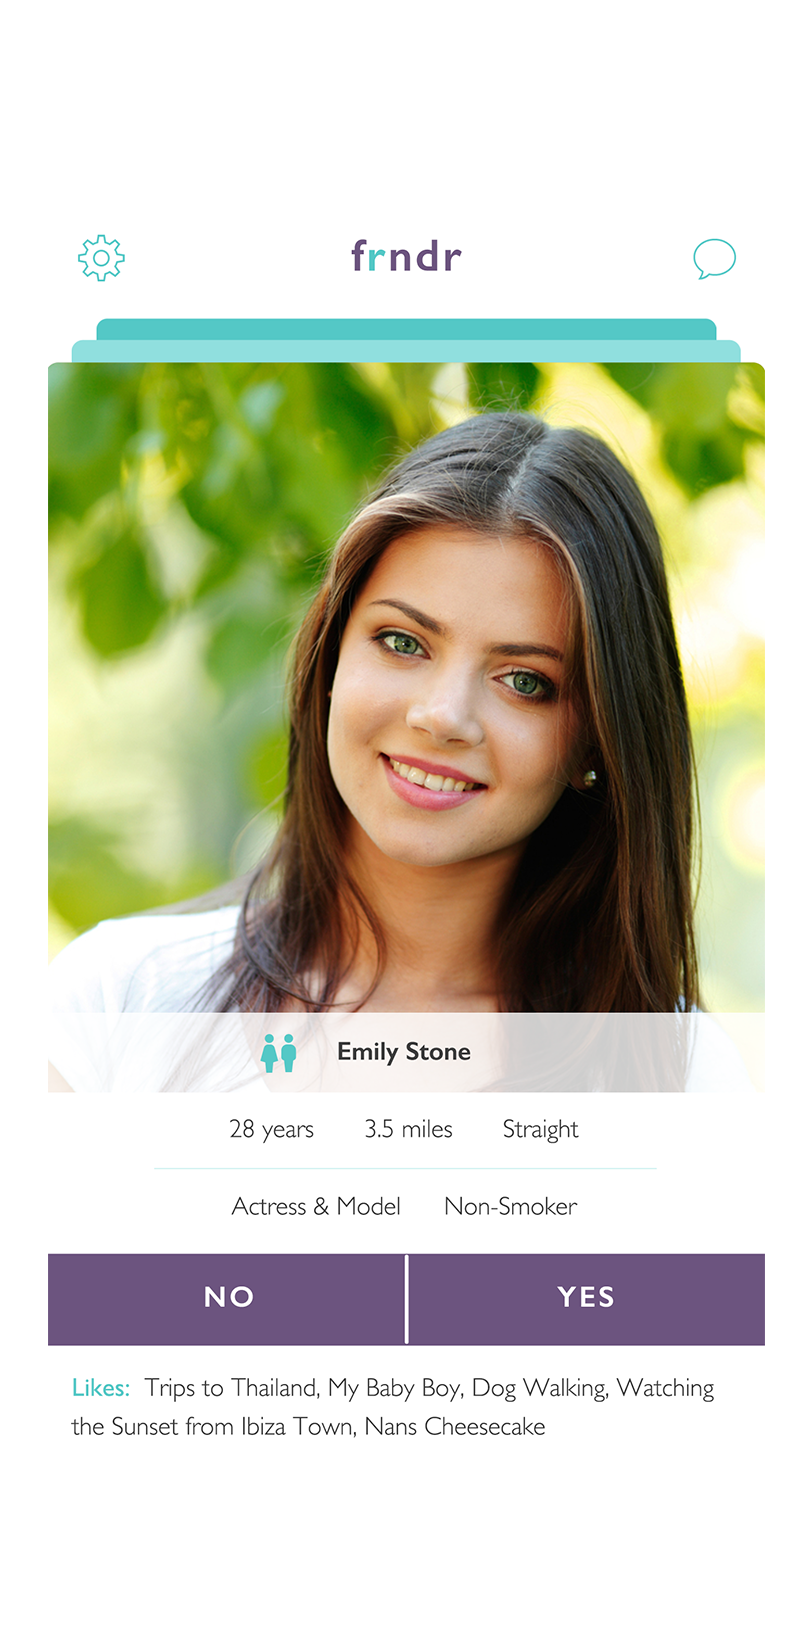 frndr
Emily Stone
28 years 3.5 miles Straight
Actress & Model Non-Smoker
NO YES
Likes: Trips to Thailand, My Baby Boy, Dog Walking, Watching
the Sunset from Ibiza Town, Nans Cheesecake